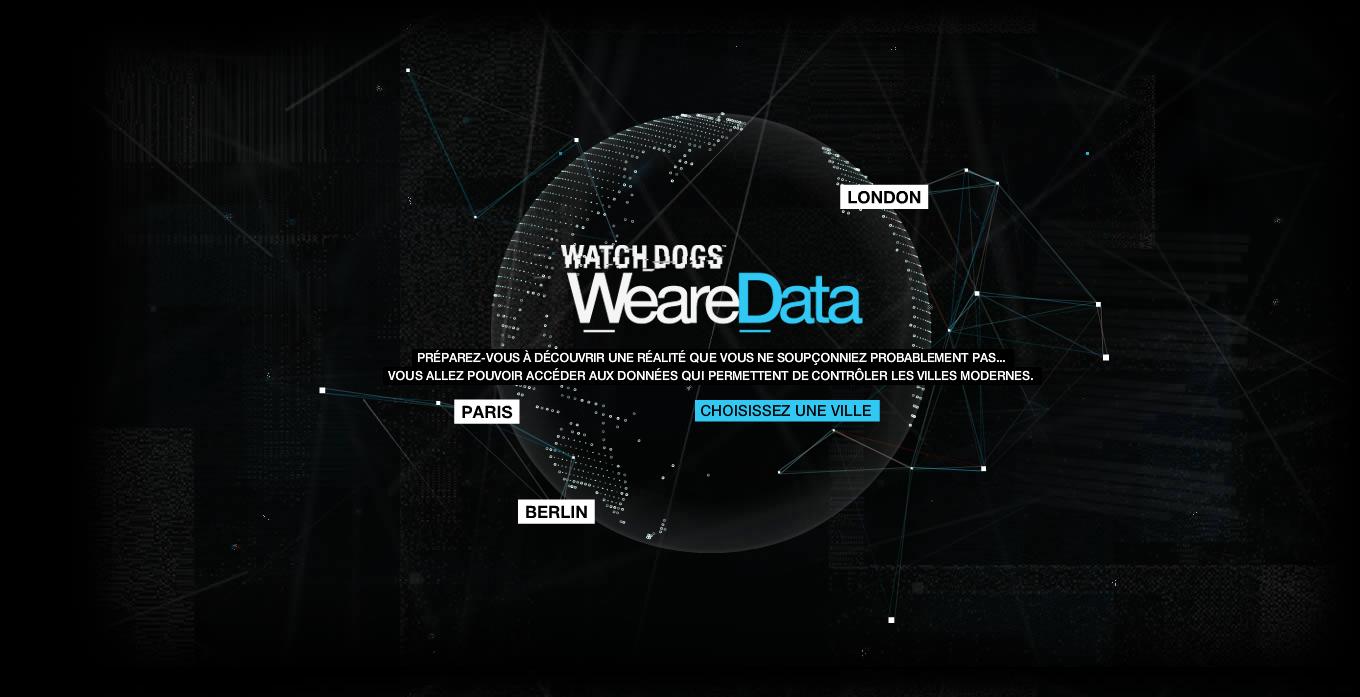 LONDON
WATCH_DOGS™
WeareData
PRÉPAREZ-VOUS À DÉCOUVRIR UNE RÉALITÉ QUE VOUS NE SOUPÇONNIEZ PROBABLEMENT PAS...
VOUS ALLEZ POUVOIR ACCÉDER AUX DONNÉES QUI PERMETTENT DE CONTRÔLER LES VILLES MODERNES.
PARIS
CHOISISSEZ UNE VILLE
BERLIN